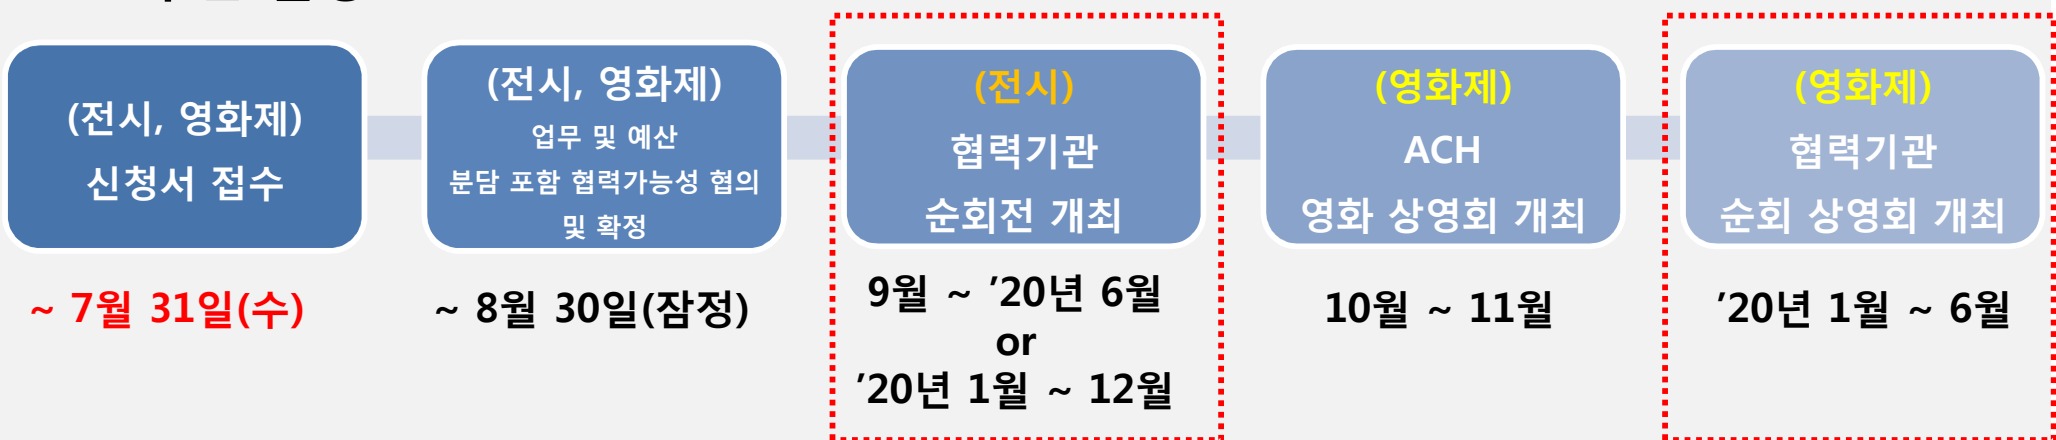 (전시, 영화제)
신청서 접수
~ 7월 31일(수)
(전시, 영화제)
업무 및 예산
분담 포함 협력가능성 협의
및 확정
~ 8월 30일(잠정)
(전시)
협력기관
순회전 개최
9월 ~ ’20년 6월
or
’20년 1월 ~ 12월
(영화제)
ACH
영화 상영회 개최
10월 ~ 11월
(영화제)
협력기관
순회 상영회 개최
’20년 1월 ~ 6월